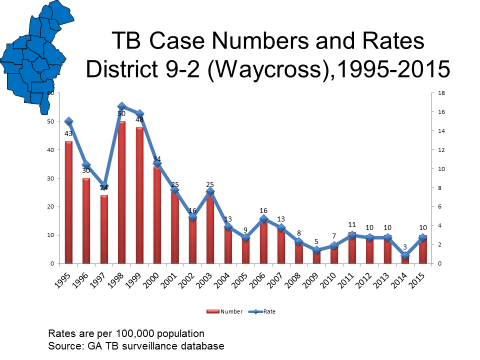 TB Case Numbers and Rates
District 9-2 (Waycross),1995-2015
60 18
50 16
40 14
30 12
20 10
10 8
0 6
4
2
0
43 30 24 50 48 34 25 16 25 13 9 16 13 8 5 7 11 10 10 3 10
1995 1996 1997 1998 1999 2000 2001 2002 2003 2004 2005 2006 2007 2008 2009 2010 2011 2012 2013 2014 2015
Number Rate
Rates are per 100,000 population
Source: GA TB surveillance database